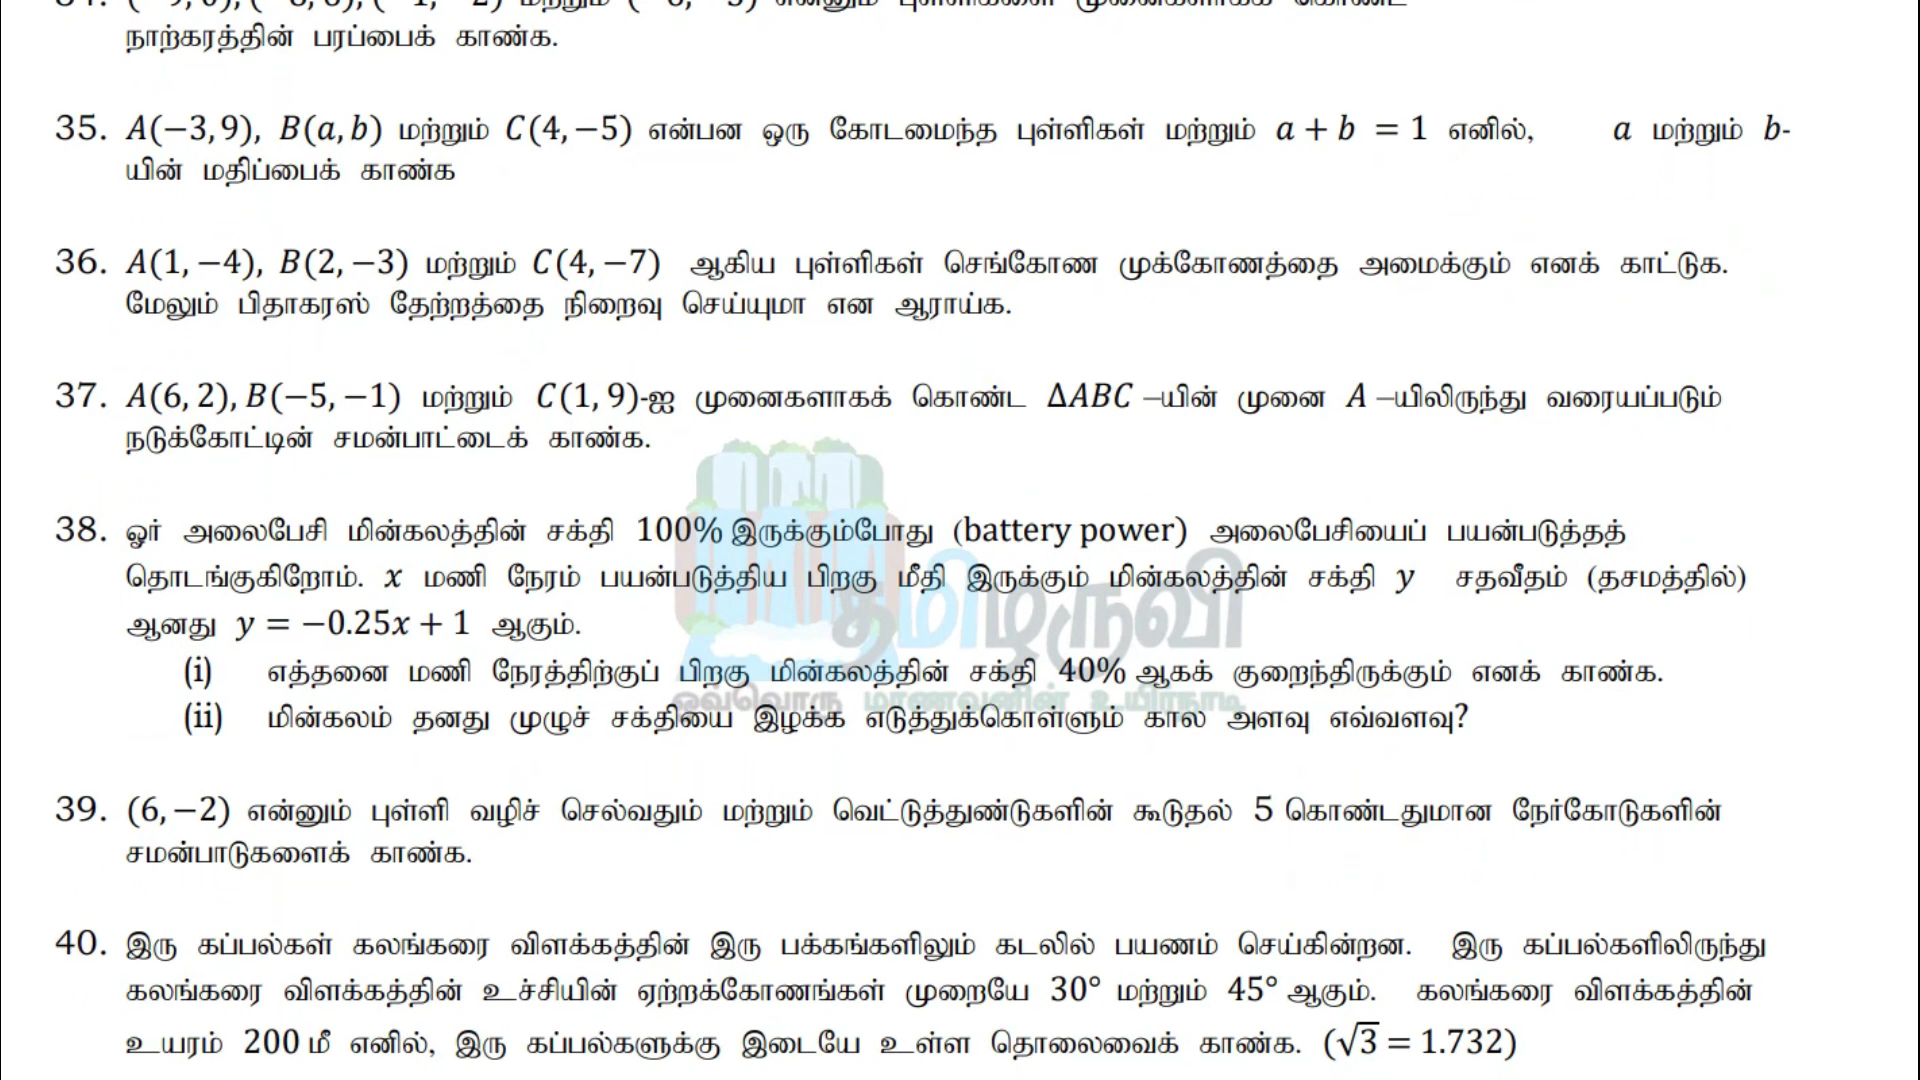 நாற்கரத்தின் பரப்பைக் காண்க.
35. A(−3,9), B(a,b) மற்றும் C(4,−5) என்பன ஒரு கோடமைந்த புள்ளிகள் மற்றும் a + b = 1 எனில், a மற்றும் b-
யின் மதிப்பைக் காண்க
36. A(1,−4), B(2,−3) மற்றும் C(4,−7) ஆகிய புள்ளிகள் செங்கோண முக்கோணத்தை அமைக்கும் எனக் காட்டுக.
மேலும் பிதாகரஸ் தேற்றத்தை நிறைவு செய்யுமா என ஆராய்க.
37. A(6,2), B(−5,−1) மற்றும் C(1,9)-ஐ முனைகளாகக் கொண்ட ΔABC –யின் முனை A –யிலிருந்து வரையப்படும்
நடுக்கோட்டின் சமன்பாட்டைக் காண்க.
38. ஓர் அலைபேசி மின்கலத்தின் சக்தி 100% இருக்கும்போது (battery power) அலைபேசியைப் பயன்படுத்தத்
தொடங்குகிறோம். x மணி நேரம் பயன்படுத்திய பிறகு மீதி இருக்கும் மின்கலத்தின் சக்தி y சதவீதம் (தசமத்தில்)
ஆனது y = −0.25x + 1 ஆகும்.
தமிழருவி
(i) எத்தனை மணி நேரத்திற்குப் பிறகு மின்கலத்தின் சக்தி 40% ஆகக் குறைந்திருக்கும் எனக் காண்க.
ஒவ்வொரு மாணவனின் உயிர்நாடி
(ii) மின்கலம் தனது முழுச் சக்தியை இழக்க எடுத்துக்கொள்ளும் கால அளவு எவ்வளவு?
39. (6,−2) என்னும் புள்ளி வழிச் செல்வதும் மற்றும் வெட்டுத்துண்டுகளின் கூடுதல் 5 கொண்டதுமான நேர்கோடுகளின்
சமன்பாடுகளைக் காண்க.
40. இரு கப்பல்கள் கலங்கரை விளக்கத்தின் இரு பக்கங்களிலும் கடலில் பயணம் செய்கின்றன. இரு கப்பல்களிலிருந்து
கலங்கரை விளக்கத்தின் உச்சியின் ஏற்றக்கோணங்கள் முறையே 30° மற்றும் 45° ஆகும். கலங்கரை விளக்கத்தின்
உயரம் 200 மீ எனில், இரு கப்பல்களுக்கு இடையே உள்ள தொலைவைக் காண்க. (√3 = 1.732)